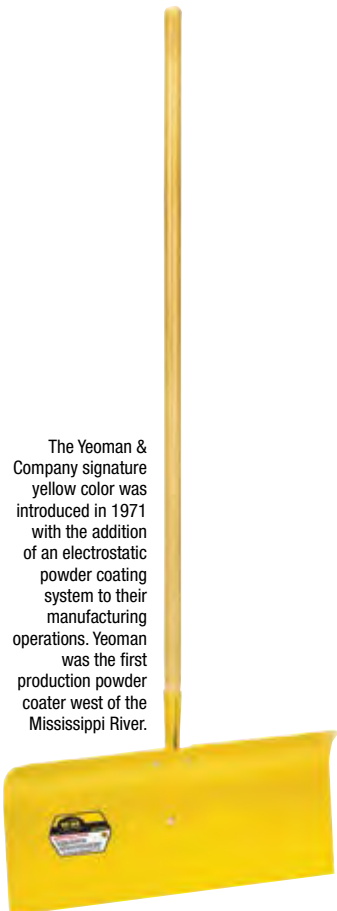 The Yeoman &
Company signature
yellow color was
introduced in 1971
with the addition
of an electrostatic
powder coating
system to their
manufacturing
operations. Yeoman
was the first
production powder
coater west of the
Mississippi River.